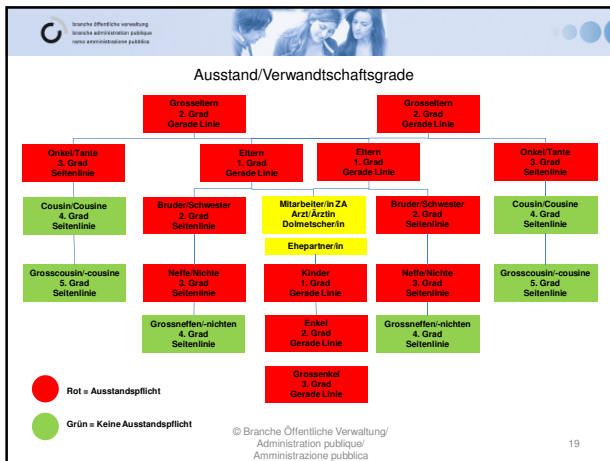 branche öffentliche verwaltung
branche administration publique
ramo amministrazione pubblica
Ausstand/Verwandtschaftsgrade
Grosseltern
2. Grad
Gerade Linie
Grosseltern
2. Grad
Gerade Linie
Onkel/Tante
3. Grad
Seitenlinie
Eltern
1. Grad
Gerade Linie
Eltern
1. Grad
Gerade Linie
Onkel/Tante
3. Grad
Seitenlinie
Cousin/Cousine
4. Grad
Seitenlinie
Bruder/Schwester
2. Grad
Seitenlinie
Mitarbeiter/in ZA
Arzt/Ärztin
Dolmetscher/in
Bruder/Schwester
2. Grad
Seitenlinie
Cousin/Cousine
4. Grad
Seitenlinie
Ehepartner/in
Grosscousin/-cousine
5. Grad
Seitenlinie
Neffe/Nichte
3. Grad
Seitenlinie
Kinder
1. Grad
Gerade Linie
Neffe/Nichte
3. Grad
Seitenlinie
Grosscousin/-cousine
5. Grad
Seitenlinie
Grossneffen/-nichten
4. Grad
Seitenlinie
Enkel
2. Grad
Gerade Linie
Grossneffen/-nichten
4. Grad
Seitenlinie
Grossenkel
3. Grad
Gerade Linie
Rot = Ausstandspflicht
Grün = Keine Ausstandspflicht
© Branche Öffentliche Verwaltung/
Administration publique/
Amministrazione pubblica
19